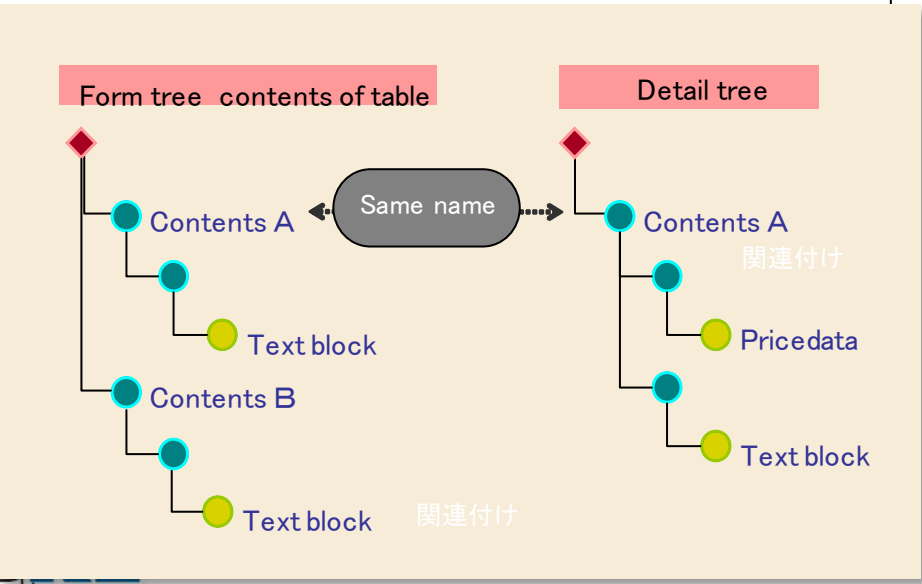 Form tree contents of table
Detail tree
Same name
Contents A
Contents A
関連付け
Text block
Pricedata
Contents B
Text block
Text block
関連付け